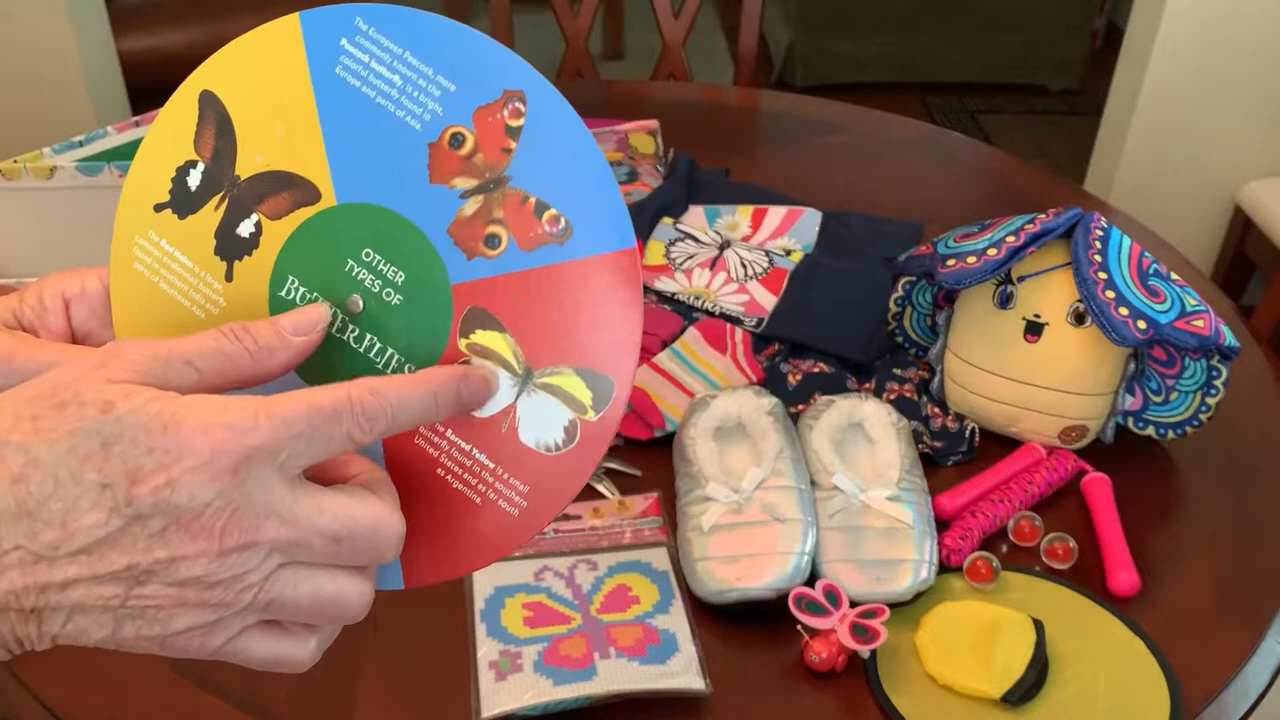 The European Peacock, more
commonly known as the
Peacock butterfly, is a bright,
colorful butterfly found in
Europe and parts of Asia.
The Red Helen is a large,
common swallowtail butterfly
found in southern India and
parts of Southeast Asia.
OTHER
TYPES OF
BUTTERFLIES
Barred Yellow is a small
butterfly found in the southern
United States and as far south
as Argentina.